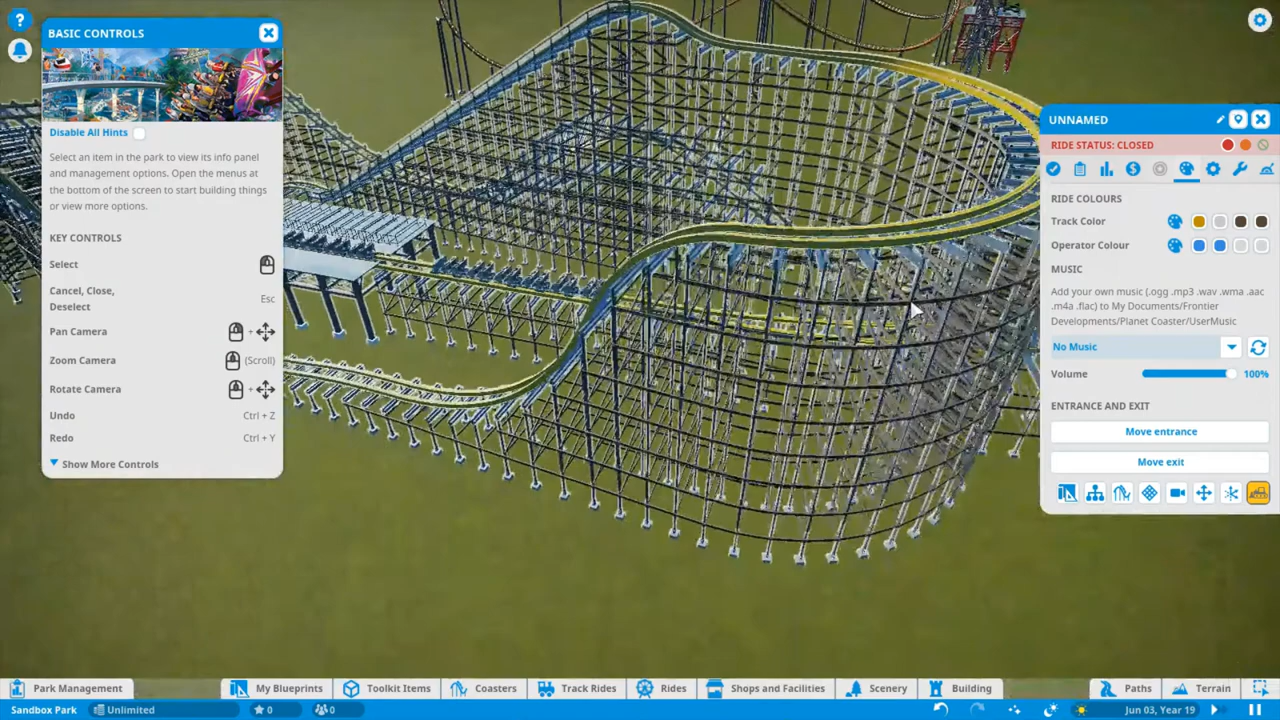 ?
BASIC CONTROLS
Disable All Hints
Select an item in the park to view its info panel
and management options. Open the menus at
the bottom of the screen to start building things
or view more options.
KEY CONTROLS
Select
Cancel, Close,
Deselect
Esc
Pan Camera
+
Zoom Camera
(Scroll)
Rotate Camera
+
Undo
Ctrl + Z
Redo
Ctrl + Y
Show More Controls
UNNAMED
RIDE STATUS: CLOSED
RIDE COLOURS
Track Color
Operator Colour
MUSIC
Add your own music (.ogg .mp3 .wav .wma .aac
.m4a .flac) to My Documents/Frontier
Developments/Planet Coaster/UserMusic
No Music
Volume
100%
ENTRANCE AND EXIT
Move entrance
Move exit
Park Management
My Blueprints
Toolkit Items
Coasters
Track Rides
Rides
Shops and Facilities
Scenery
Building
Paths
Terrain
Sandbox Park
Unlimited
0
0
Jun 03, Year 19